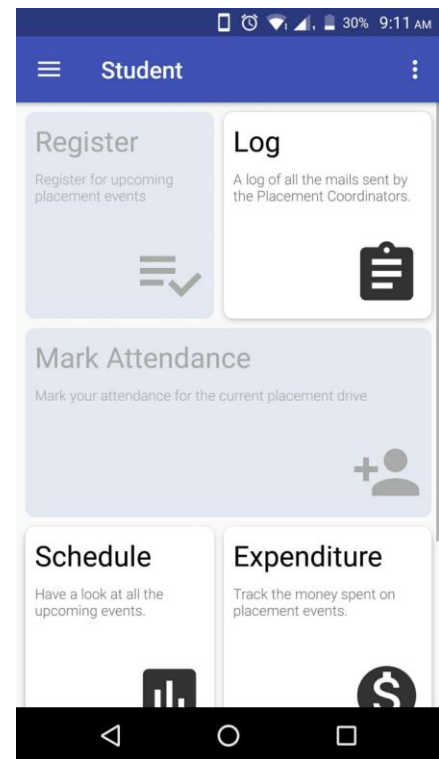 30% 9:11 AM
Student
Register
Register for upcoming
placement events
Log
A log of all the mails sent by
the Placement Coordinators.
Mark Attendance
Mark your attendance for the current placement drive
Schedule
Have a look at all the
upcoming events.
Expenditure
Track the money spent on
placement events.